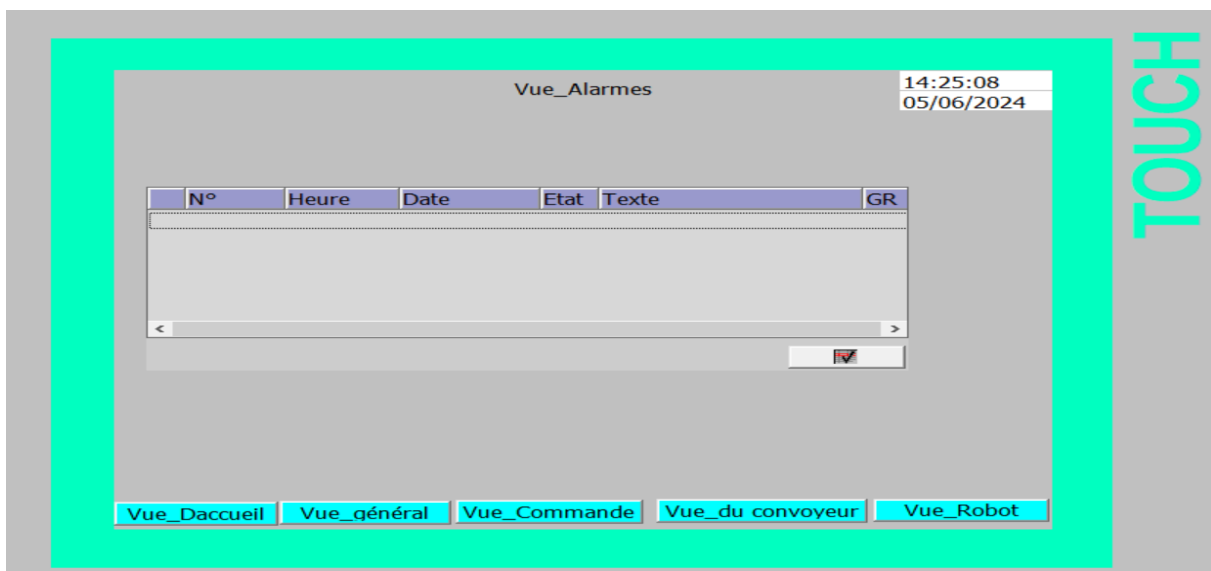 Vue_Alarmes
14:25:08
05/06/2024
TOUCH
N° Heure Date Etat Texte GR
Vue_Daccueil Vue_général Vue_Commande Vue_du convoyeur Vue_Robot